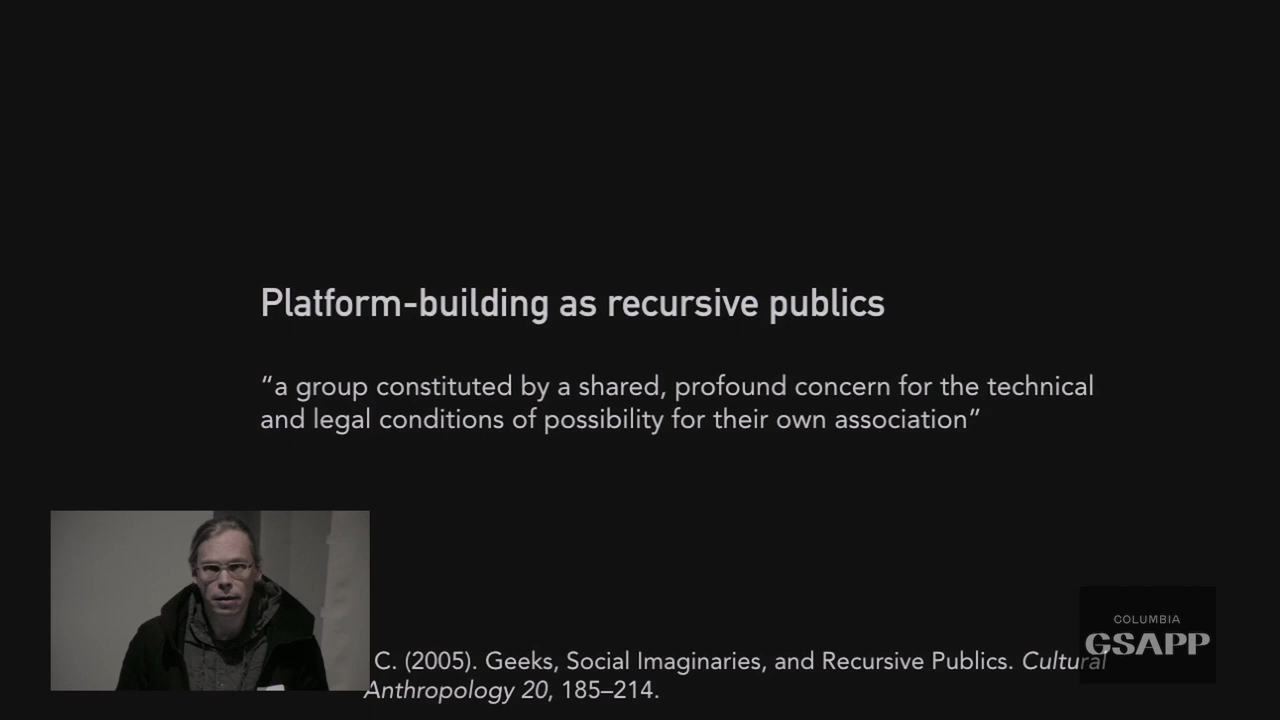 Platform-building as recursive publics
“a group constituted by a shared, profound concern for the technical
and legal conditions of possibility for their own association”
C. (2005). Geeks, Social Imaginaries, and Recursive Publics. Cultural
Anthropology 20, 185–214.
COLUMBIA
GSAPP